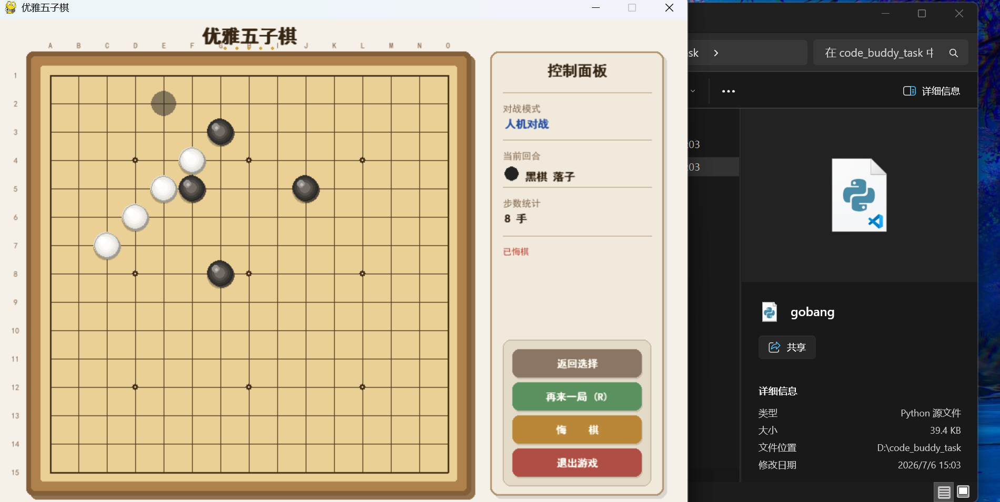 优雅五子棋
优雅五子棋
A B C D E F G H I J K L M N O
1
2
3
4
5
6
7
8
9
10
11
12
13
14
15
控制面板
对战模式
人机对战
当前回合
黑棋 落子
步数统计
8 手
已悔棋
返回选择
再来一局 (R)
悔 棋
退出游戏
sk
在 code_buddy_task 中
详细信息
:03
:03
gobang
共享
详细信息
类型 Python 源文件
大小 39.4 KB
文件位置 D:\code_buddy_task
修改日期 2026/7/6 15:03